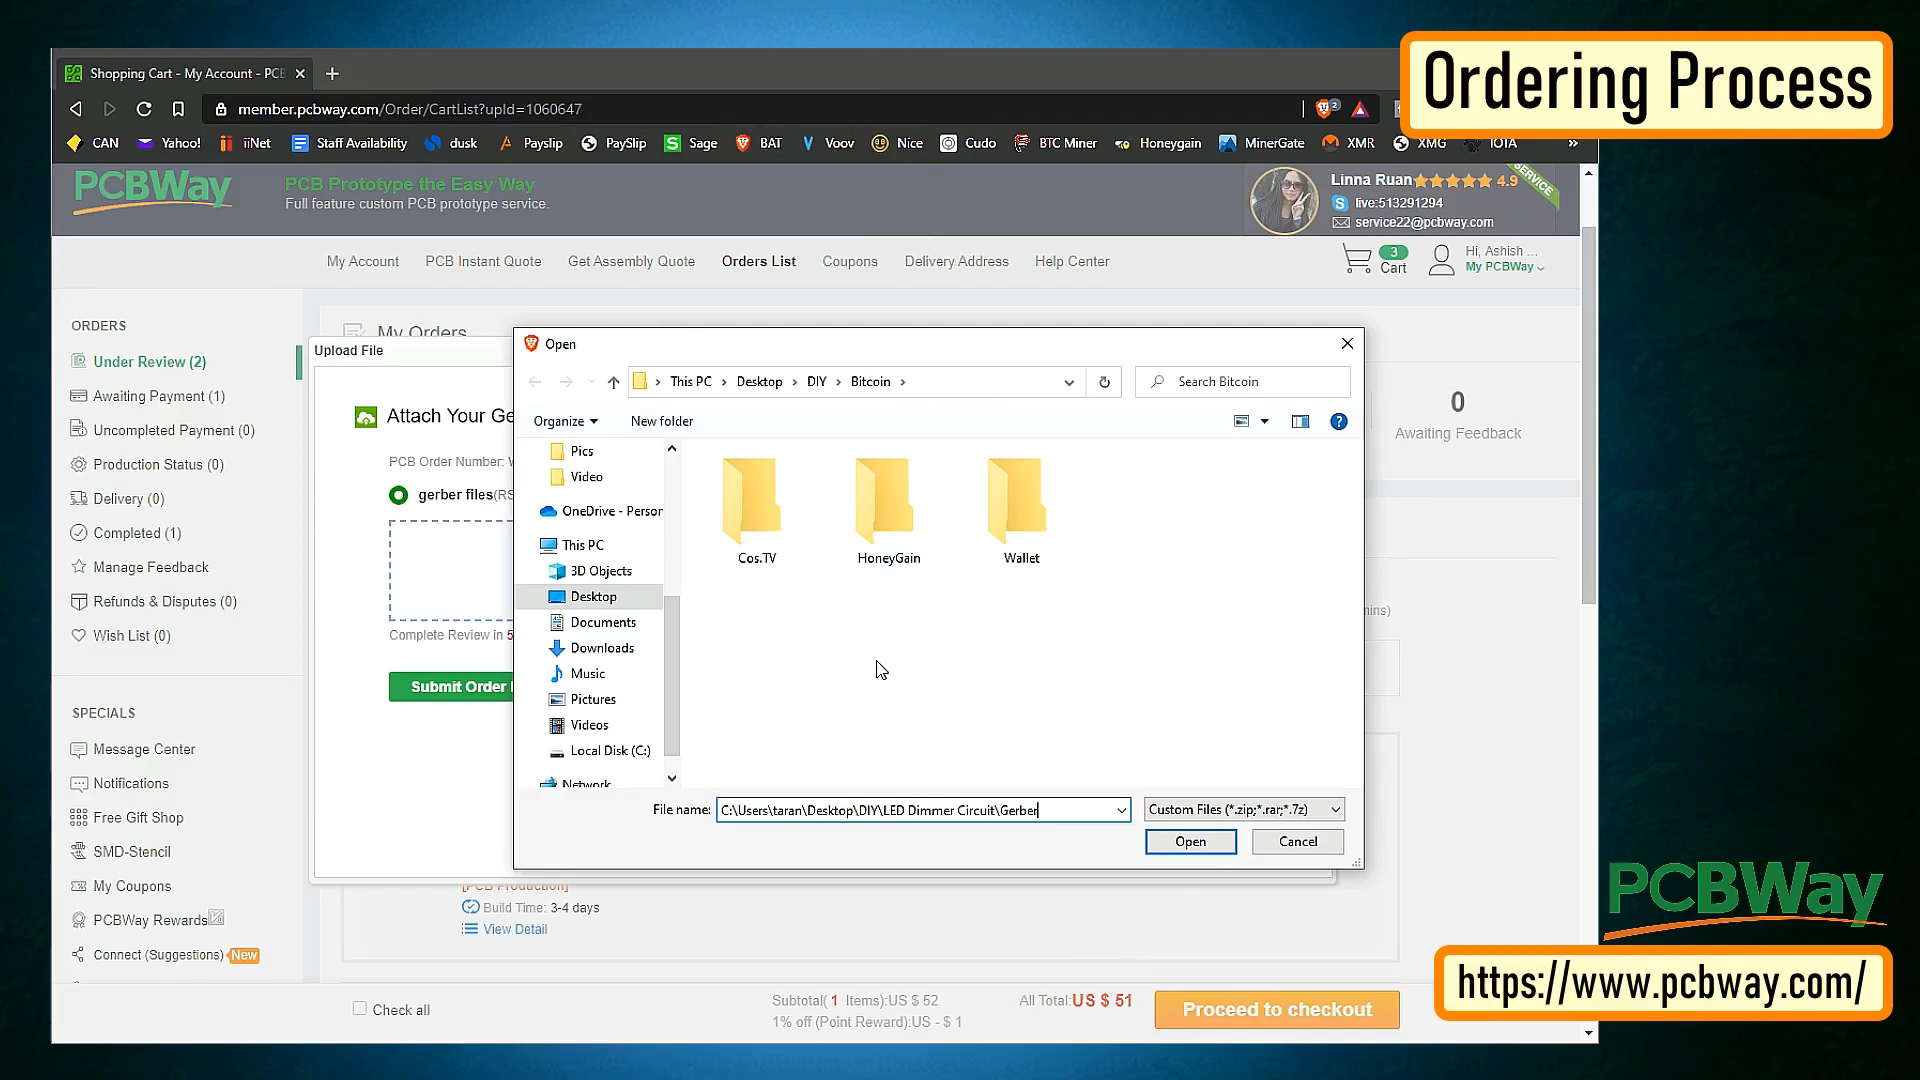 Ordering Process
Shopping Cart - My Account - PCB
member.pcbway.com/Order/CartList?upId=1060647
2
CAN
Yahoo!
iiNet
Staff Availability
dusk
Payslip
PaySlip
Sage
BAT
Voov
Nice
Cudo
BTC Miner
Honeygain
MinerGate
XMR
XMG
IOTA
»
PCBWay
PCB Prototype the Easy Way
Full feature custom PCB prototype service.
Linna Ruan 4.9
SERVICE
live:513291294
service22@pcbway.com
My Account
PCB Instant Quote
Get Assembly Quote
Orders List
Coupons
Delivery Address
Help Center
3
Cart
Hi, Ashish ...
My PCBWay
ORDERS
Under Review (2)
Awaiting Payment (1)
Uncompleted Payment (0)
Production Status (0)
Delivery (0)
Completed (1)
Manage Feedback
Refunds & Disputes (0)
Wish List (0)
SPECIALS
Message Center
Notifications
Free Gift Shop
SMD-Stencil
My Coupons
PCBWay Rewards
Connect (Suggestions) New
My Orders
Upload File
Attach Your Ge
PCB Order Number:
gerber files(RS
Complete Review in 5
Submit Order
0
Awaiting Feedback
mins)
Open
This PC › Desktop › DIY › Bitcoin ›
Search Bitcoin
Organize
New folder
Pics
Video
OneDrive - Person
This PC
3D Objects
Desktop
Documents
Downloads
Music
Pictures
Videos
Local Disk (C:)
Network
Cos.TV
HoneyGain
Wallet
File name: C:\Users\taran\Desktop\DIY\LED Dimmer Circuit\Gerber
Custom Files (*.zip;*.rar;*.7z)
Open
Cancel
[PCB Production]
Build Time: 3-4 days
View Detail
Check all
Subtotal( 1 Items):US $ 52
1% off (Point Reward):US - $ 1
All Total:US $ 51
Proceed to checkout
PCBWay
https://www.pcbway.com/